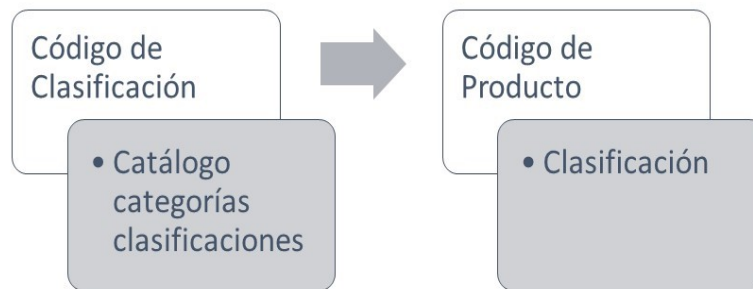 Código de
Clasificación
• Catálogo
categorías
clasificaciones
Código de
Producto
• Clasificación